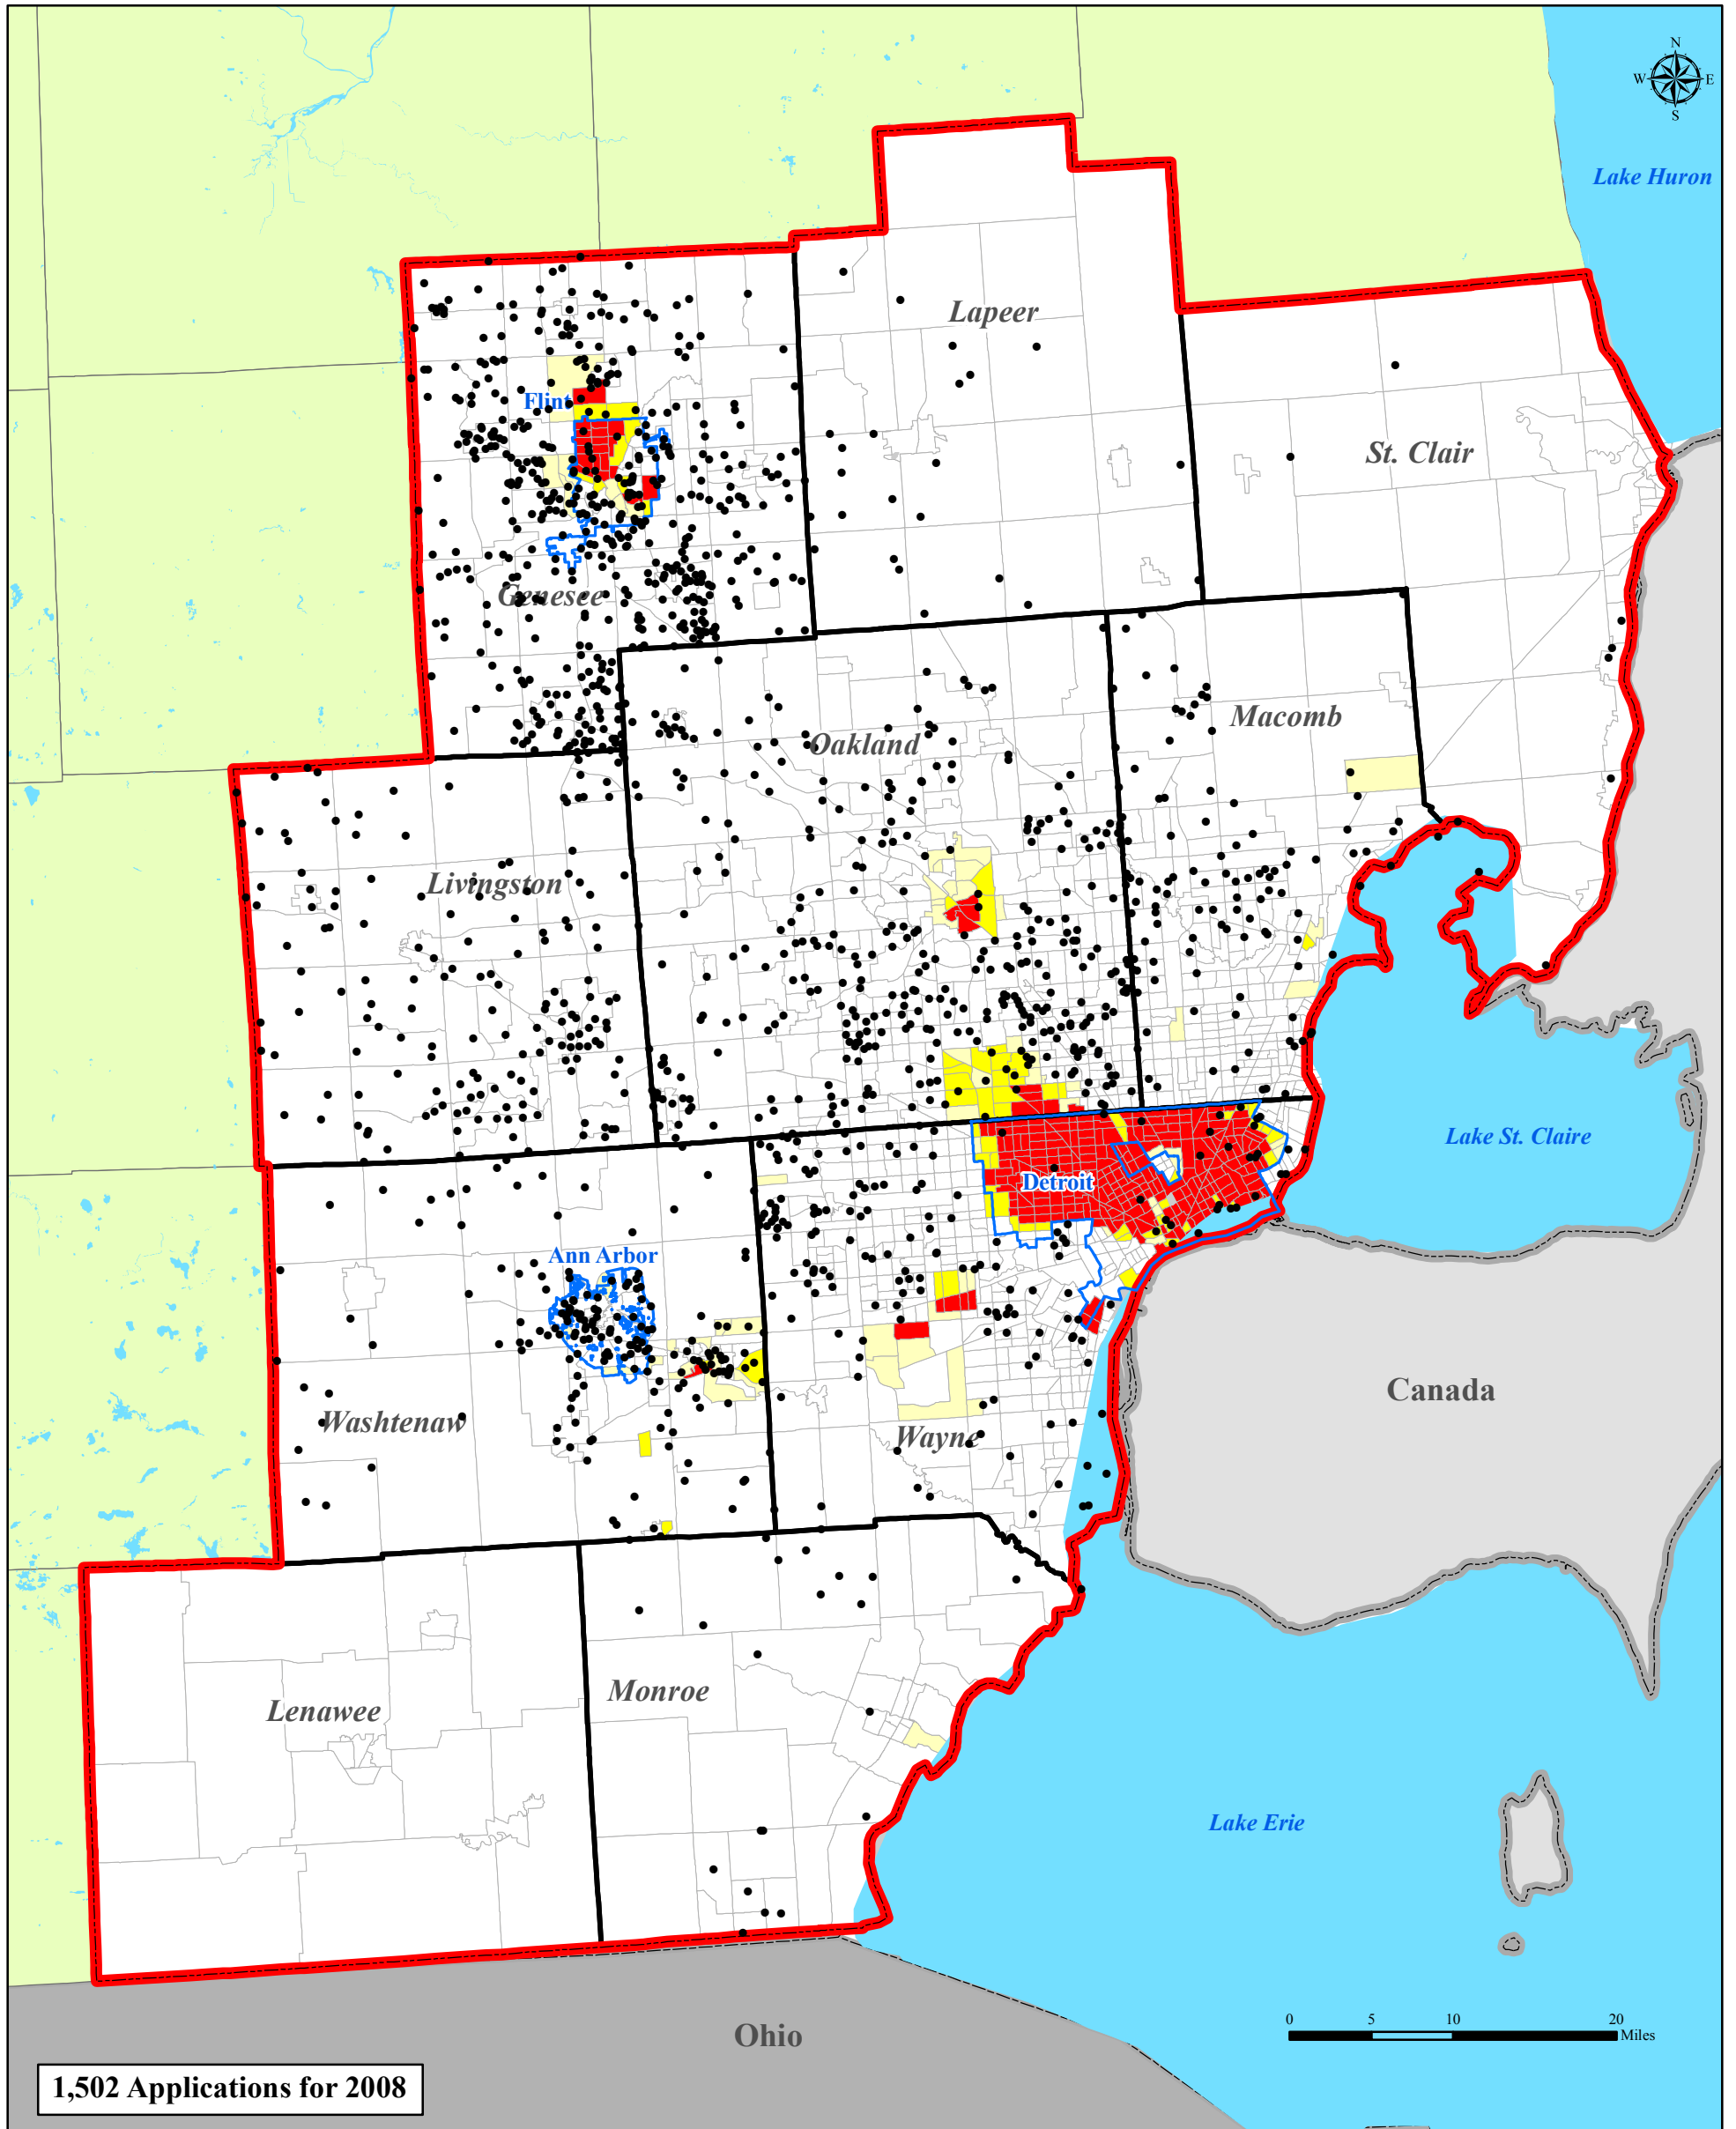 N
W E
S
Lake Huron
Lapeer
Flint
St. Clair
Genesee
Macomb
Oakland
Livingston
Lake St. Claire
Detroit
Ann Arbor
Canada
Washtenaw
Wayne
Monroe
Lenawee
Lake Erie
0 5 10 20
Miles
Ohio
1,502 Applications for 2008